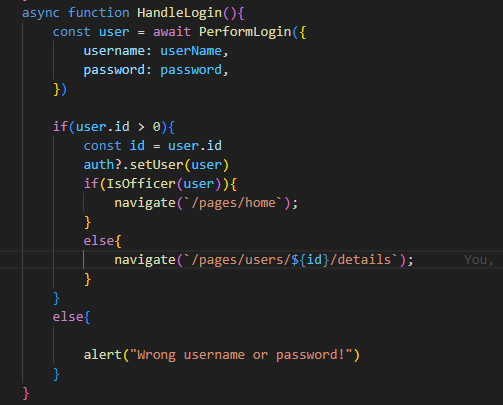 async function HandleLogin(){
const user = await PerformLogin({
username: userName,
password: password,
})
if(user.id > 0){
const id = user.id
auth?.setUser(user)
if(IsOfficer(user)){
navigate(`/pages/home`);
}
else{
navigate(`/pages/users/${id}/details`); You,
}
}
else{
alert("Wrong username or password!")
}
}